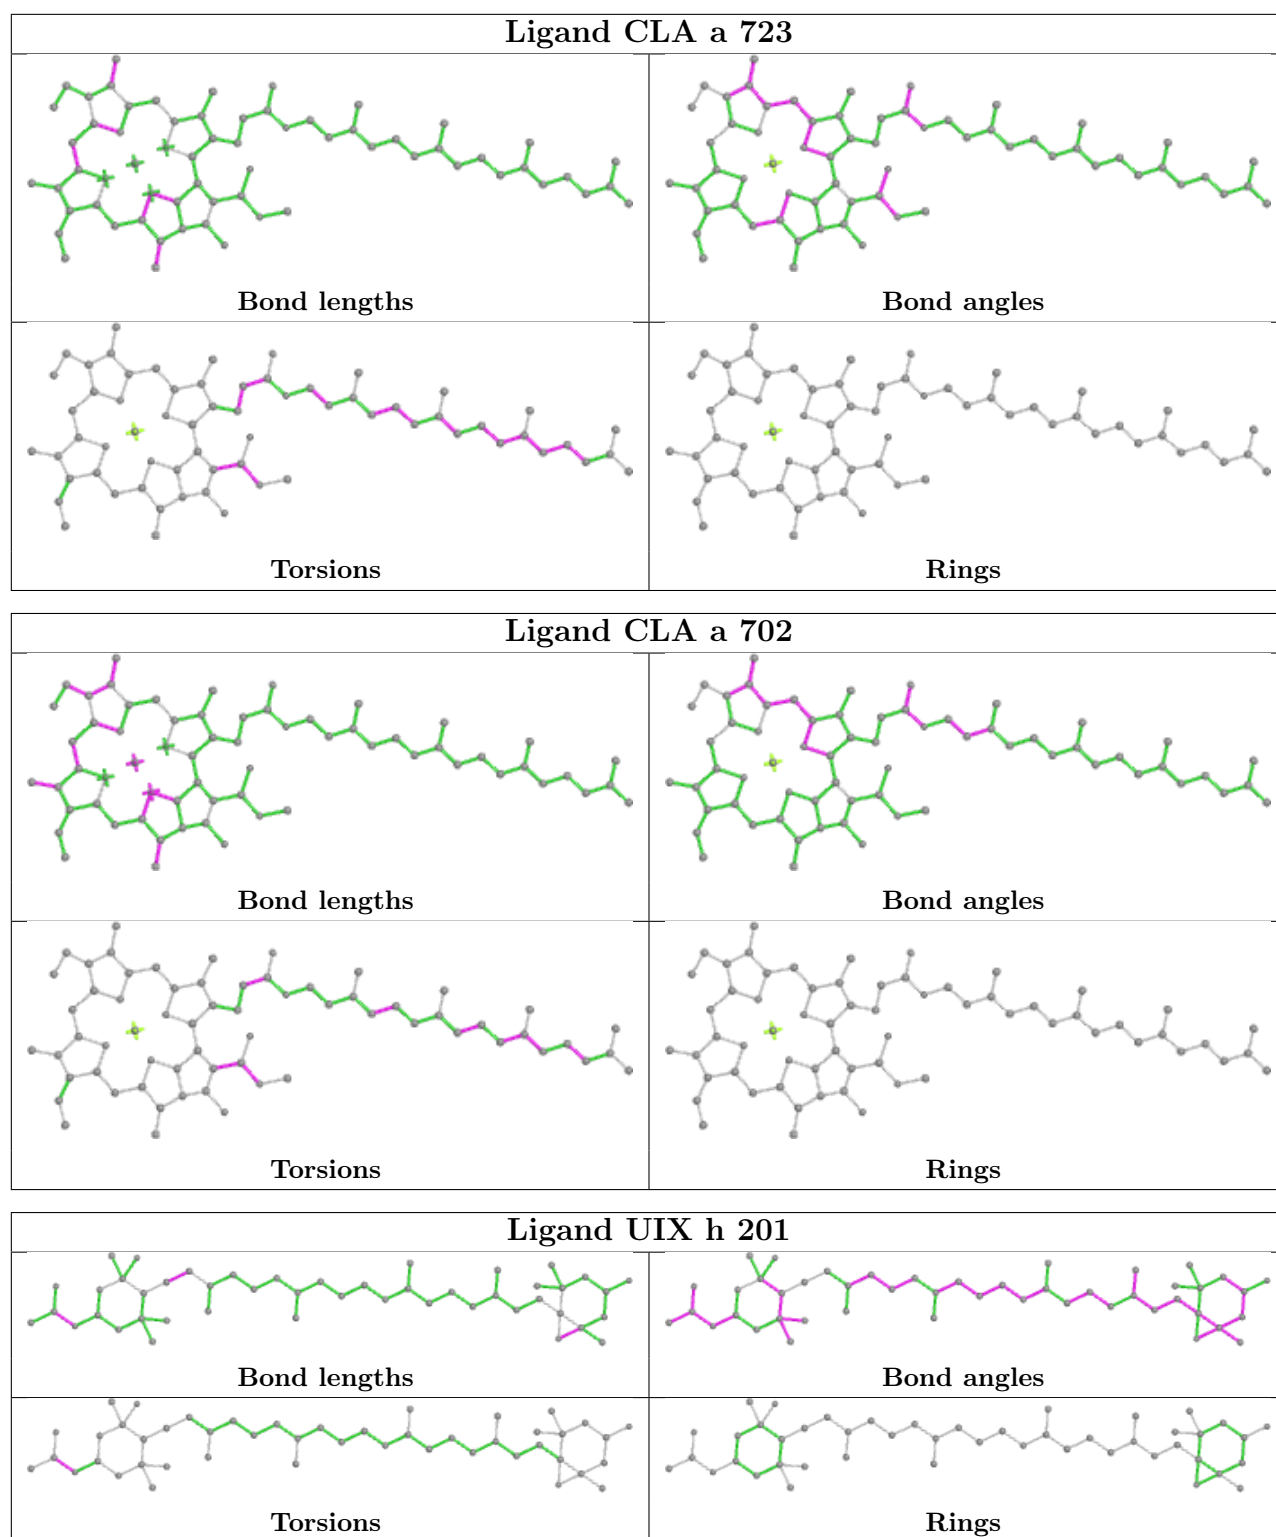 Ligand CLA a 723
Bond lengths
Bond angles
Torsions
Rings
Ligand CLA a 702
Bond lengths
Bond angles
Torsions
Rings
Ligand UIX h 201
Bond lengths
Bond angles
Torsions
Rings